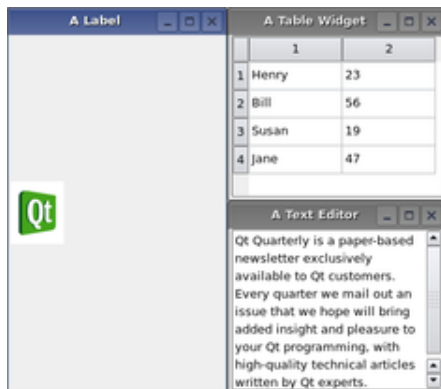 A Label
Qt
A Table Widget
1 2
1 Henry 23
2 Bill 56
3 Susan 19
4 Jane 47
A Text Editor
Qt Quarterly is a paper-based
newsletter exclusively
available to Qt customers.
Every quarter we mail out an
issue that we hope will bring
added insight and pleasure to
your Qt programming, with
high-quality technical articles
written by Qt experts.